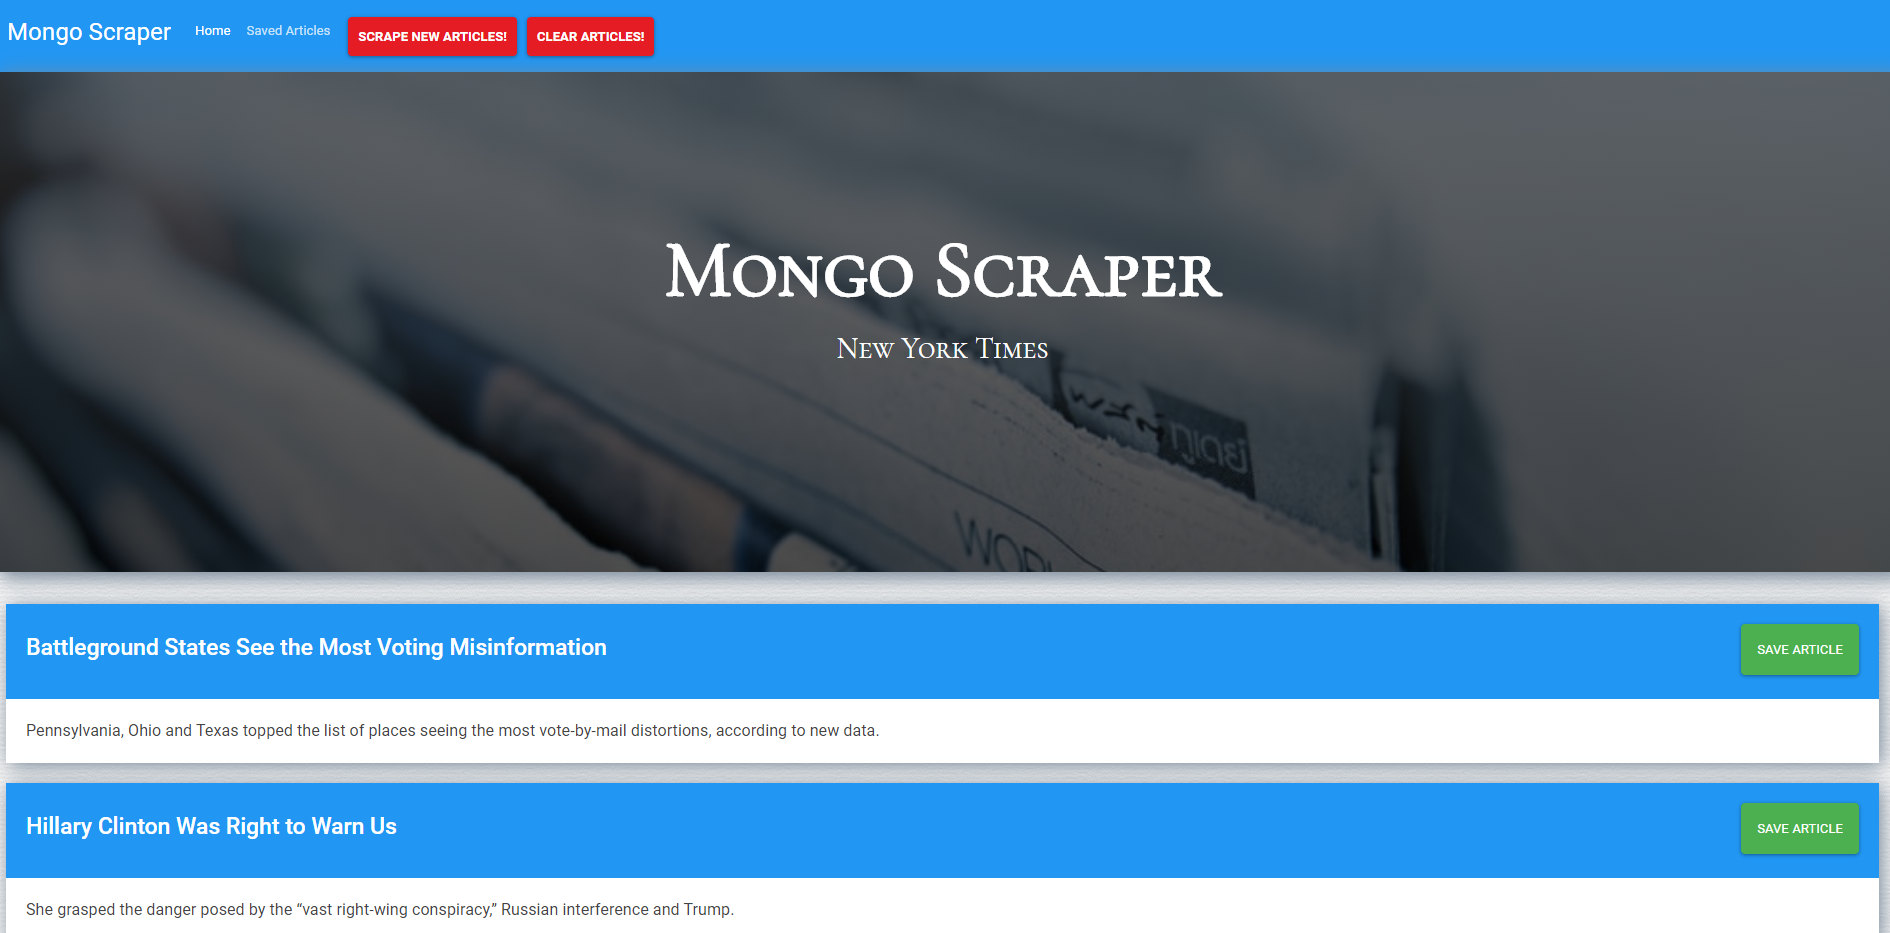 Mongo Scraper Home Saved Articles SCRAPE NEW ARTICLES! CLEAR ARTICLES!
Mongo Scraper
New York Times
Battleground States See the Most Voting Misinformation SAVE ARTICLE
Pennsylvania, Ohio and Texas topped the list of places seeing the most vote-by-mail distortions, according to new data.
Hillary Clinton Was Right to Warn Us SAVE ARTICLE
She grasped the danger posed by the “vast right-wing conspiracy,” Russian interference and Trump.